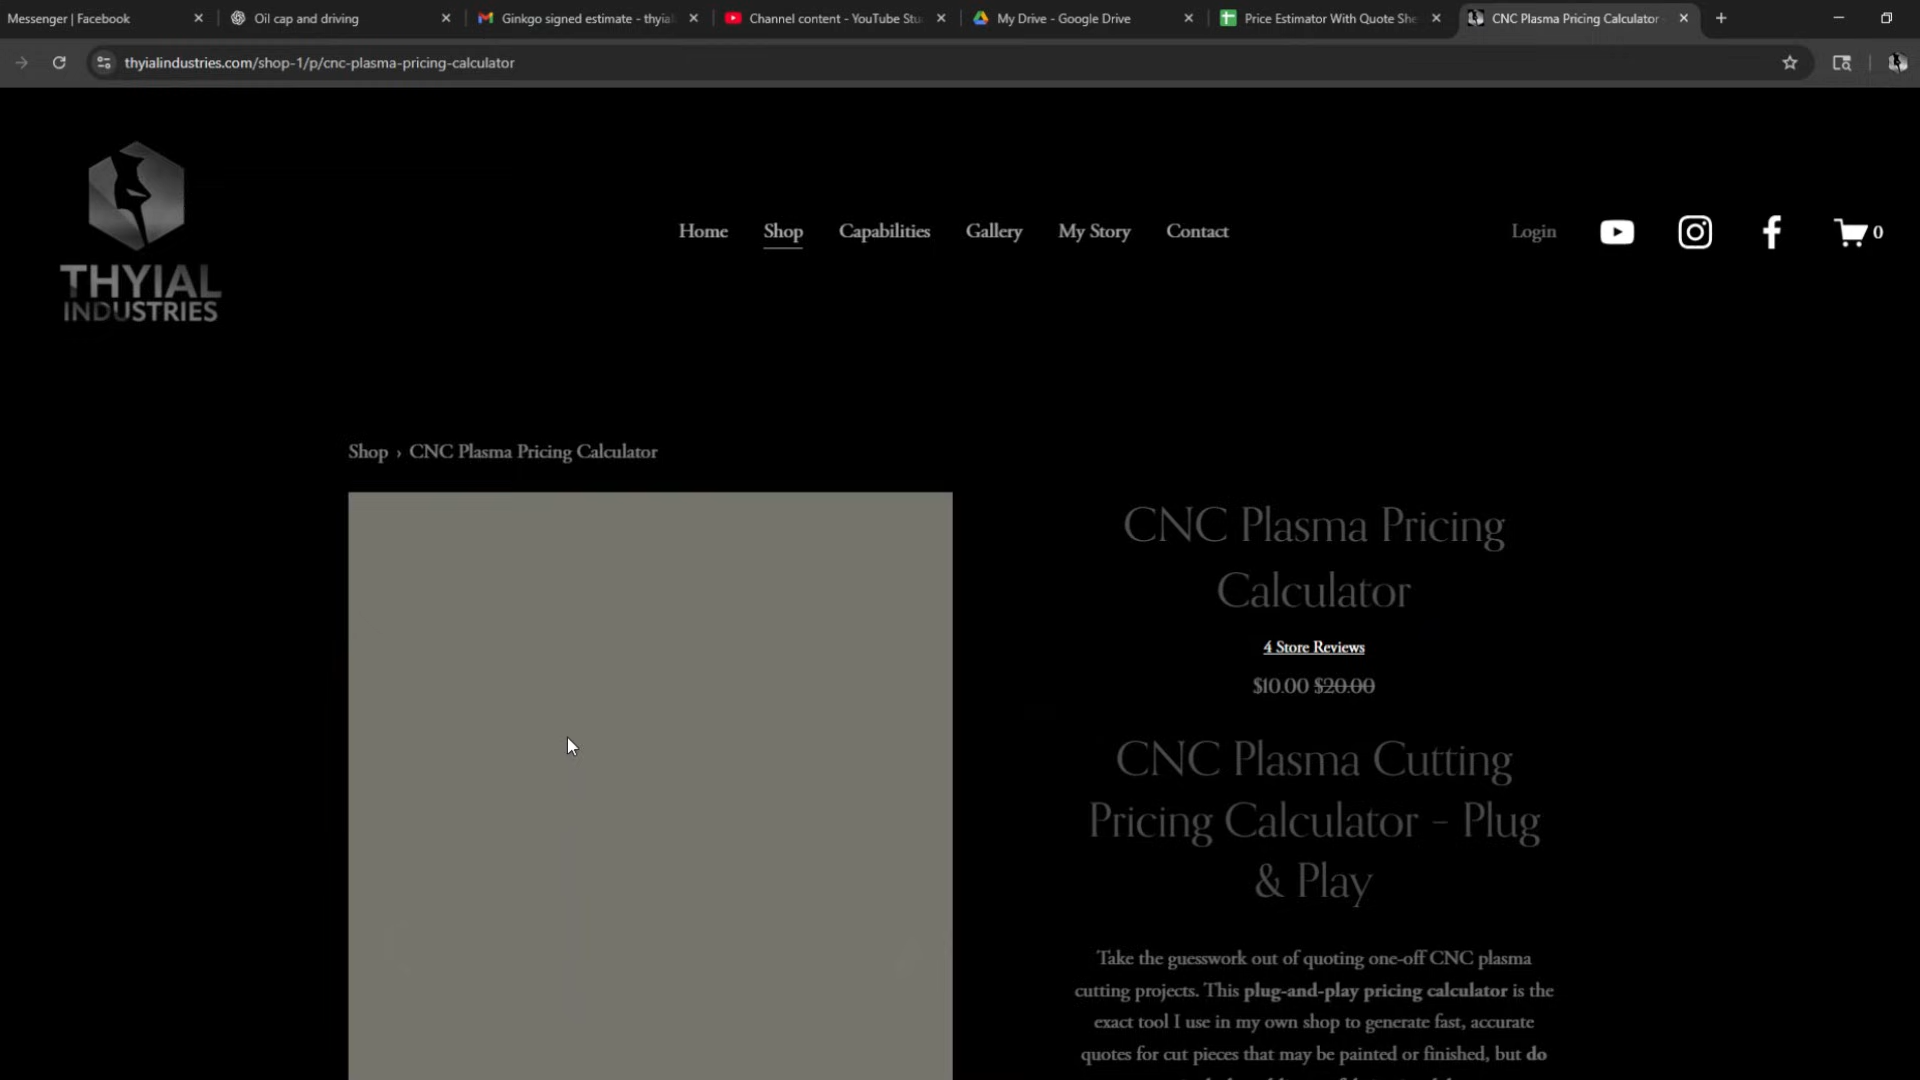 Messenger | Facebook
Oil cap and driving
Ginkgo signed estimate - thyial
Channel content - YouTube Stu
My Drive - Google Drive
Price Estimator With Quote She
CNC Plasma Pricing Calculator
thyialindustries.com/shop-1/p/cnc-plasma-pricing-calculator
THYIAL
INDUSTRIES
Home
Shop
Capabilities
Gallery
My Story
Contact
Login
0
Shop › CNC Plasma Pricing Calculator
CNC Plasma Pricing
Calculator
4 Store Reviews
$10.00 $20.00
CNC Plasma Cutting
Pricing Calculator – Plug
& Play
Take the guesswork out of quoting one-off CNC plasma
cutting projects. This plug-and-play pricing calculator is the
exact tool I use in my own shop to generate fast, accurate
quotes for cut pieces that may be painted or finished, but do